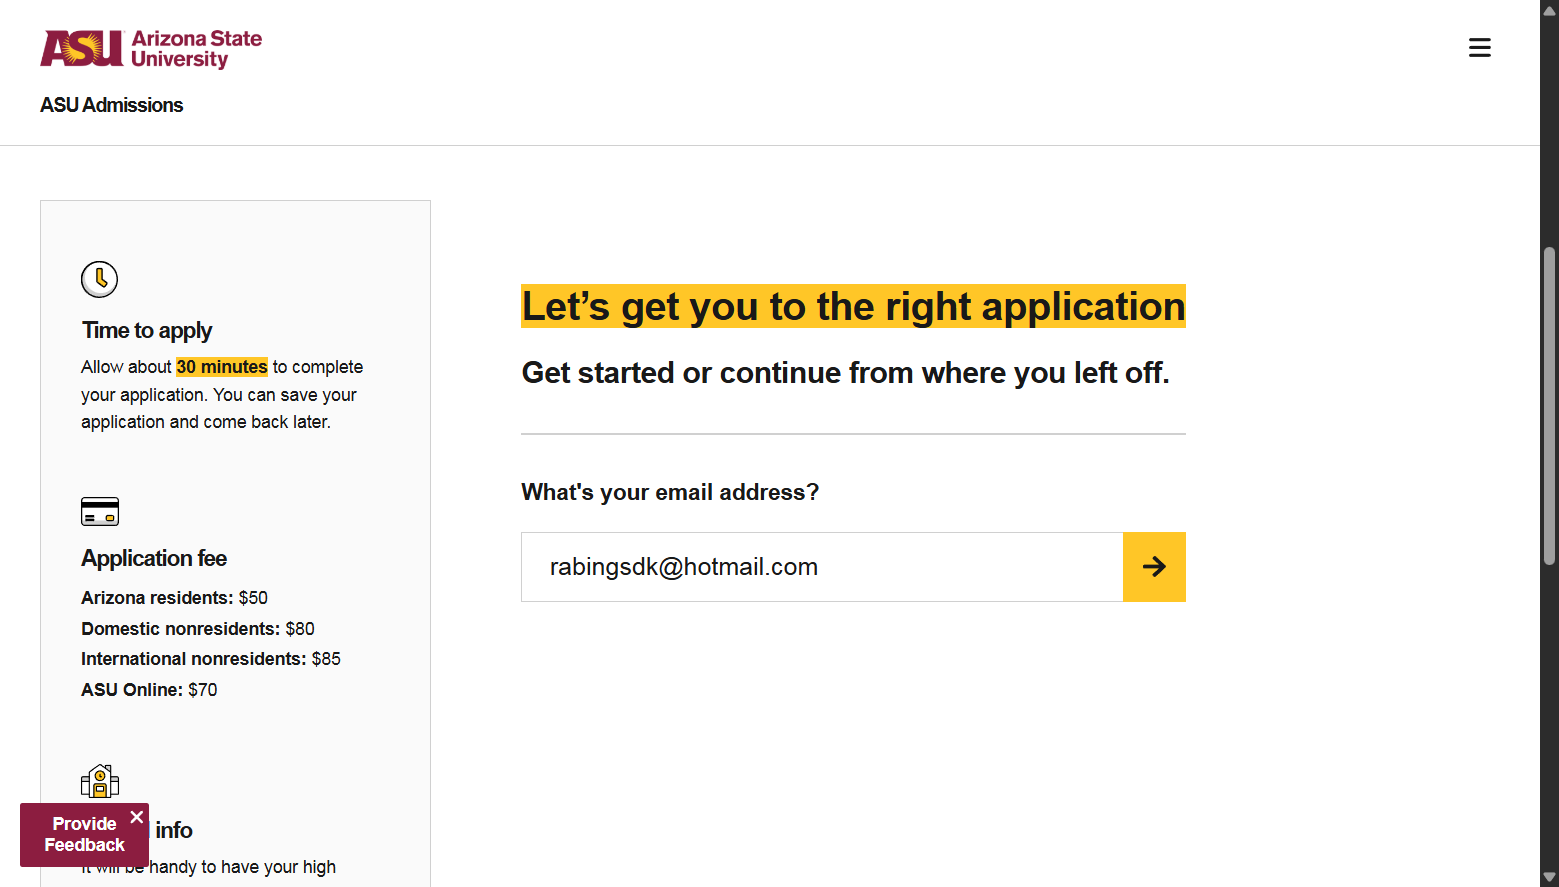 ASU Arizona State
University
ASU Admissions
Time to apply
Allow about 30 minutes to complete
your application. You can save your
application and come back later.
Application fee
Arizona residents: $50
Domestic nonresidents: $80
International nonresidents: $85
ASU Online: $70
info
It will be handy to have your high
Provide
Feedback
Let’s get you to the right application
Get started or continue from where you left off.
What's your email address?
rabingsdk@hotmail.com